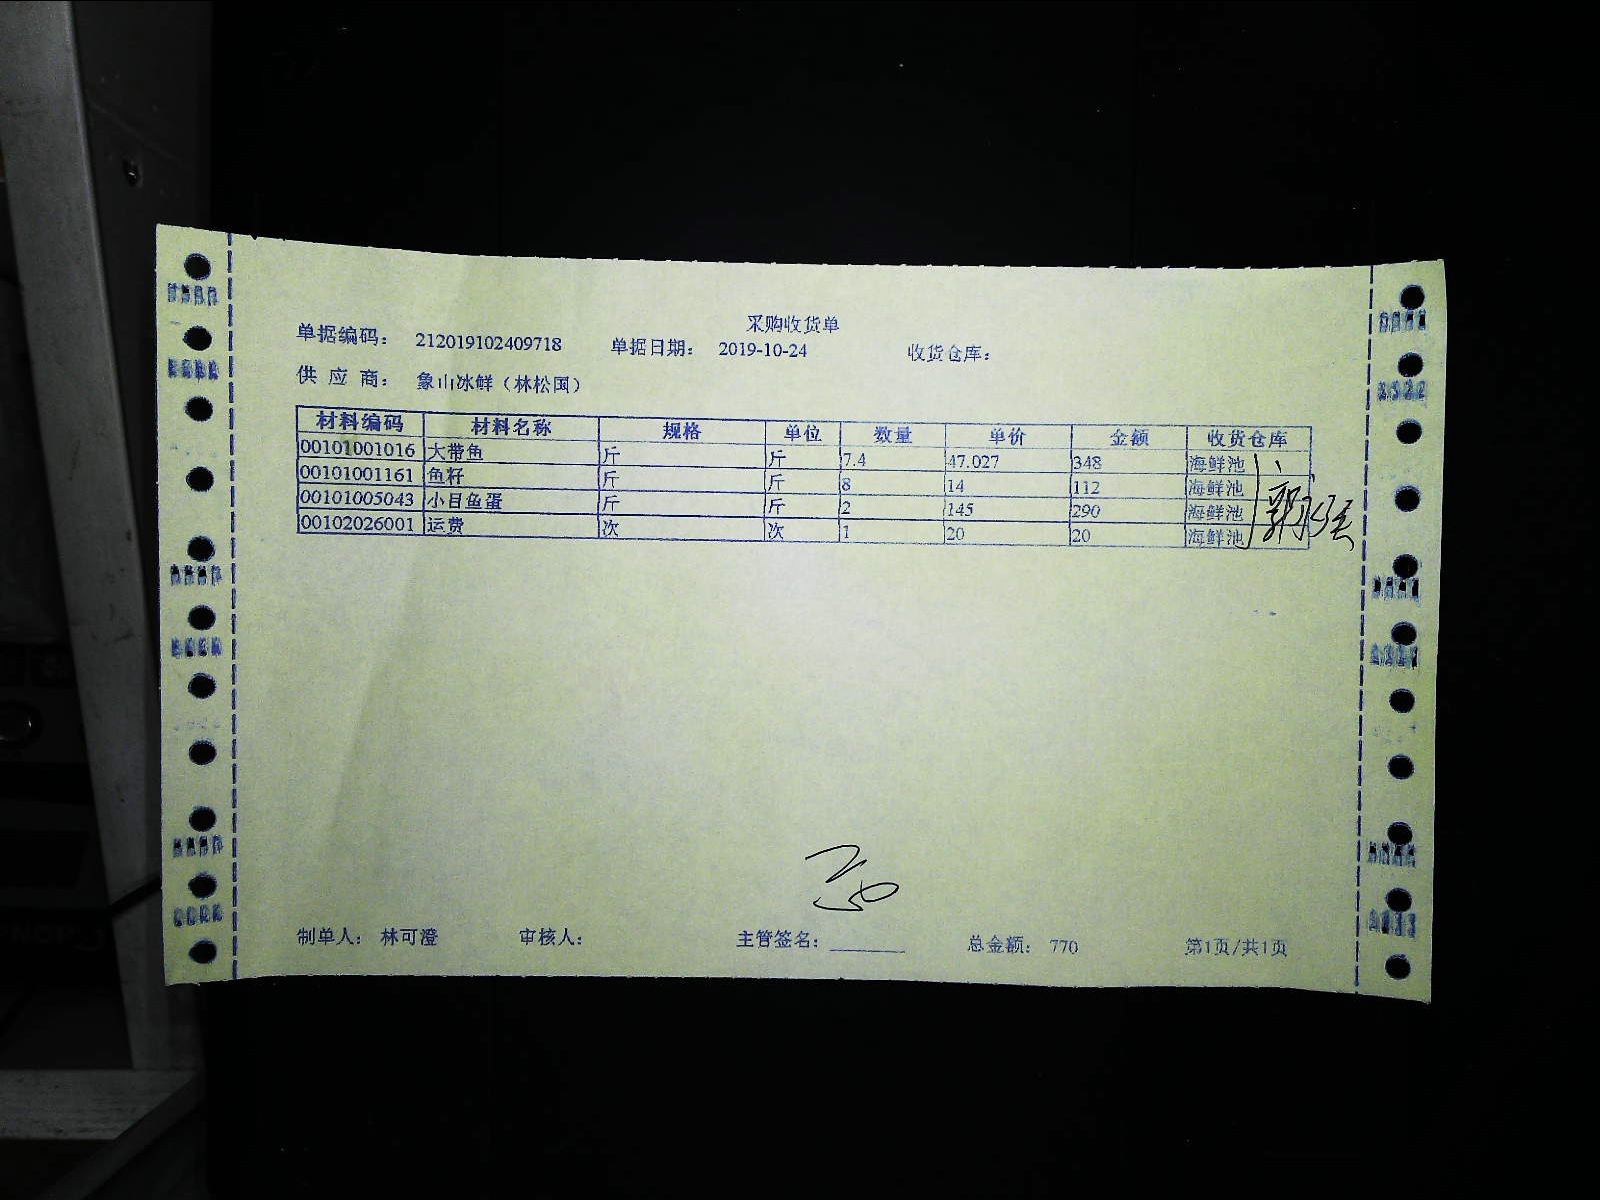 采购收货单
单据编码： 212019102409718 单据日期： 2019-10-24 收货仓库：
供 应 商： 象山冰鲜（林松国）
材料编码 材料名称 规格 单位 数量 单价 金额 收货仓库
00101001016 大带鱼 斤 斤 7.4 47.027 348 海鲜池
00101001161 鱼籽 斤 斤 8 14 112 海鲜池
00101005043 小目鱼蛋 斤 斤 2 145 290 海鲜池
00102026001 运费 次 次 1 20 20 海鲜池
制单人： 林可澄 审核人： 主管签名： 总金额： 770 第1页/共1页